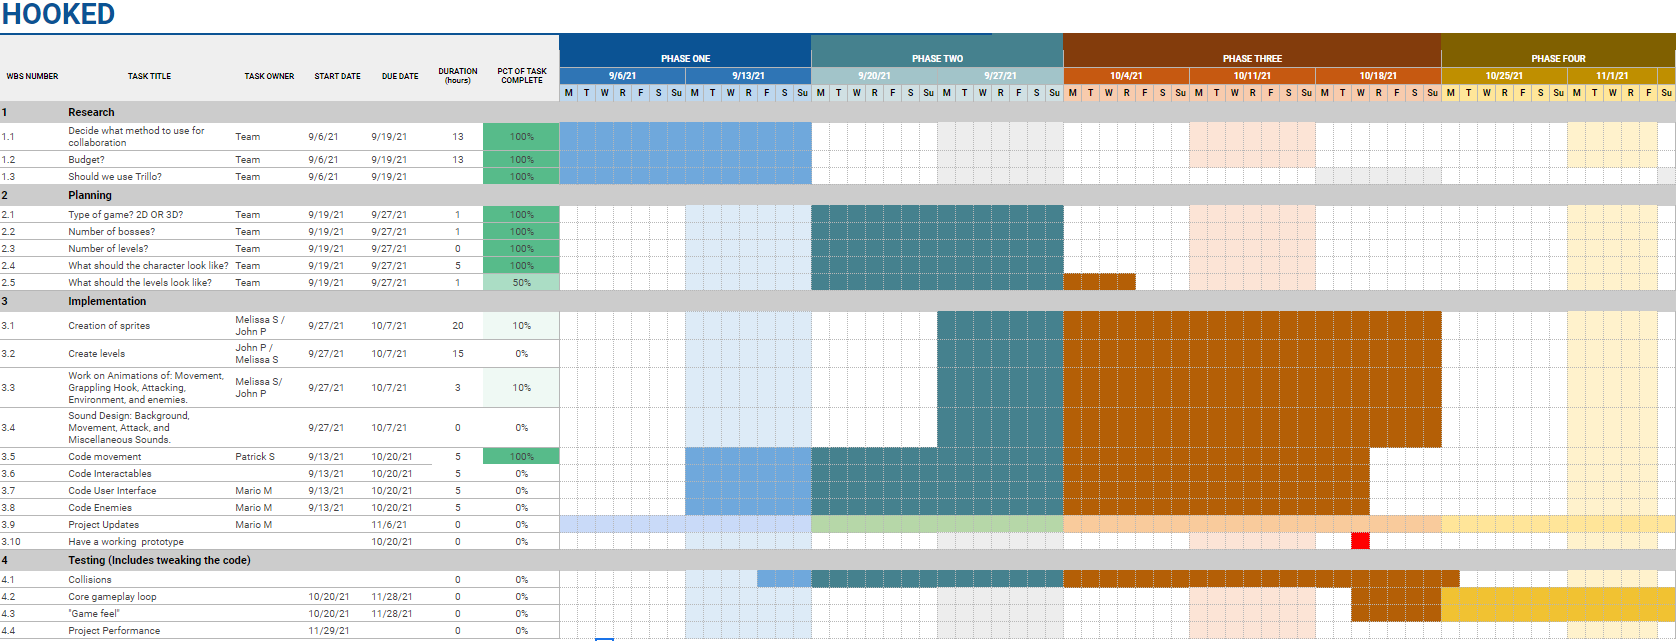 HOOKED
PHASE ONE PHASE TWO PHASE THREE PHASE FOUR
WBS NUMBER TASK TITLE TASK OWNER START DATE DUE DATE DURATION (hours) PCT OF TASK COMPLETE
9/6/21 9/13/21 9/20/21 9/27/21 10/4/21 10/11/21 10/18/21 10/25/21 11/1/21
M T W R F S Su M T W R F S Su M T W R F S Su M T W R F S Su M T W R F S Su M T W R F S Su M T W R F S Su M T W R F S Su M T W R F Su
1 Research
1.1 Decide what method to use for collaboration Team 9/6/21 9/19/21 13 100%
1.2 Budget? Team 9/6/21 9/19/21 13 100%
1.3 Should we use Trillo? Team 9/6/21 9/19/21 100%
2 Planning
2.1 Type of game? 2D OR 3D? Team 9/19/21 9/27/21 1 100%
2.2 Number of bosses? Team 9/19/21 9/27/21 1 100%
2.3 Number of levels? Team 9/19/21 9/27/21 0 100%
2.4 What should the character look like? Team 9/19/21 9/27/21 5 100%
2.5 What should the levels look like? Team 9/19/21 9/27/21 1 50%
3 Implementation
3.1 Creation of sprites Melissa S / John P 9/27/21 10/7/21 20 10%
3.2 Create levels John P / Melissa S 9/27/21 10/7/21 15 0%
3.3 Work on Animations of: Movement, Grappling Hook, Attacking, Environment, and enemies. Melissa S/ John P 9/27/21 10/7/21 3 10%
3.4 Sound Design: Background, Movement, Attack, and Miscellaneous Sounds. 9/27/21 10/7/21 0 0%
3.5 Code movement Patrick S 9/13/21 10/20/21 5 100%
3.6 Code Interactables 9/13/21 10/20/21 5 0%
3.7 Code User Interface Mario M 9/13/21 10/20/21 5 0%
3.8 Code Enemies Mario M 9/13/21 10/20/21 5 0%
3.9 Project Updates Mario M 11/6/21 0 0%
3.10 Have a working prototype 10/20/21 0 0%
4 Testing (Includes tweaking the code)
4.1 Collisions 0 0%
4.2 Core gameplay loop 10/20/21 11/28/21 0 0%
4.3 "Game feel" 10/20/21 11/28/21 0 0%
4.4 Project Performance 11/29/21 0 0%